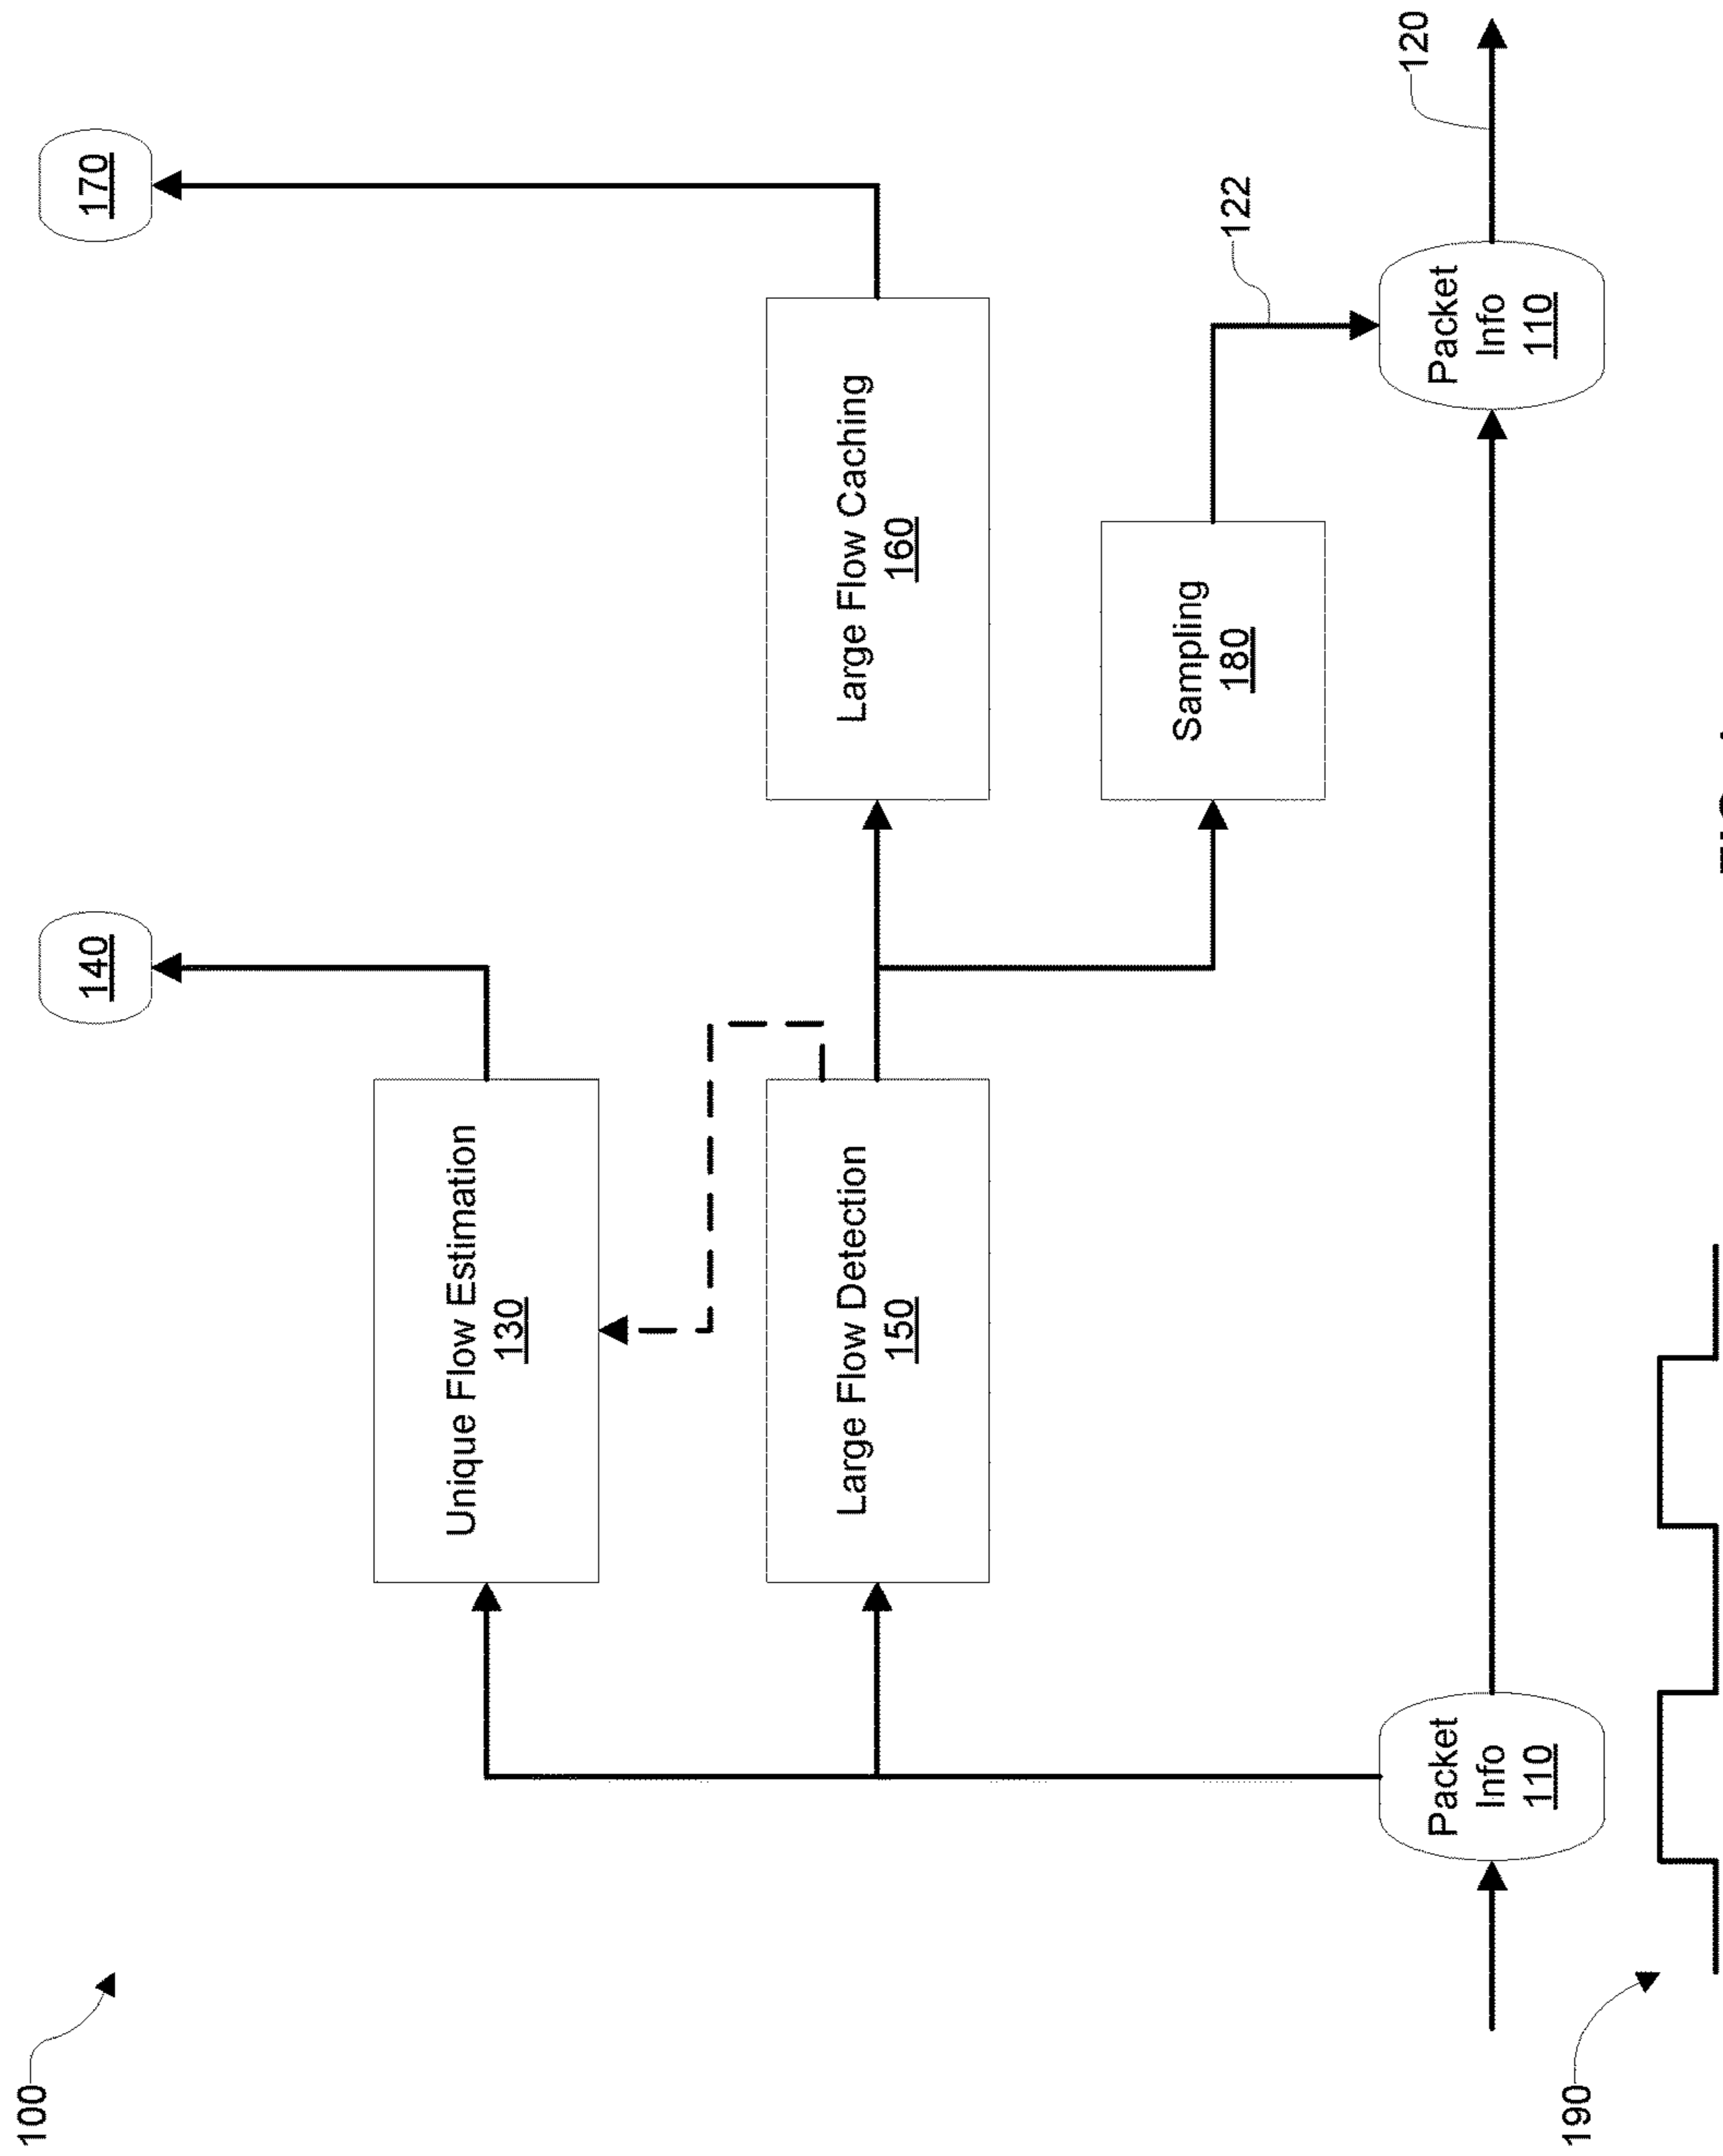 100
140
170
Unique Flow Estimation
130
Large Flow Detection
150
Large Flow Caching
160
Sampling
180
122
120
Packet
Info
110
Packet
Info
110
190